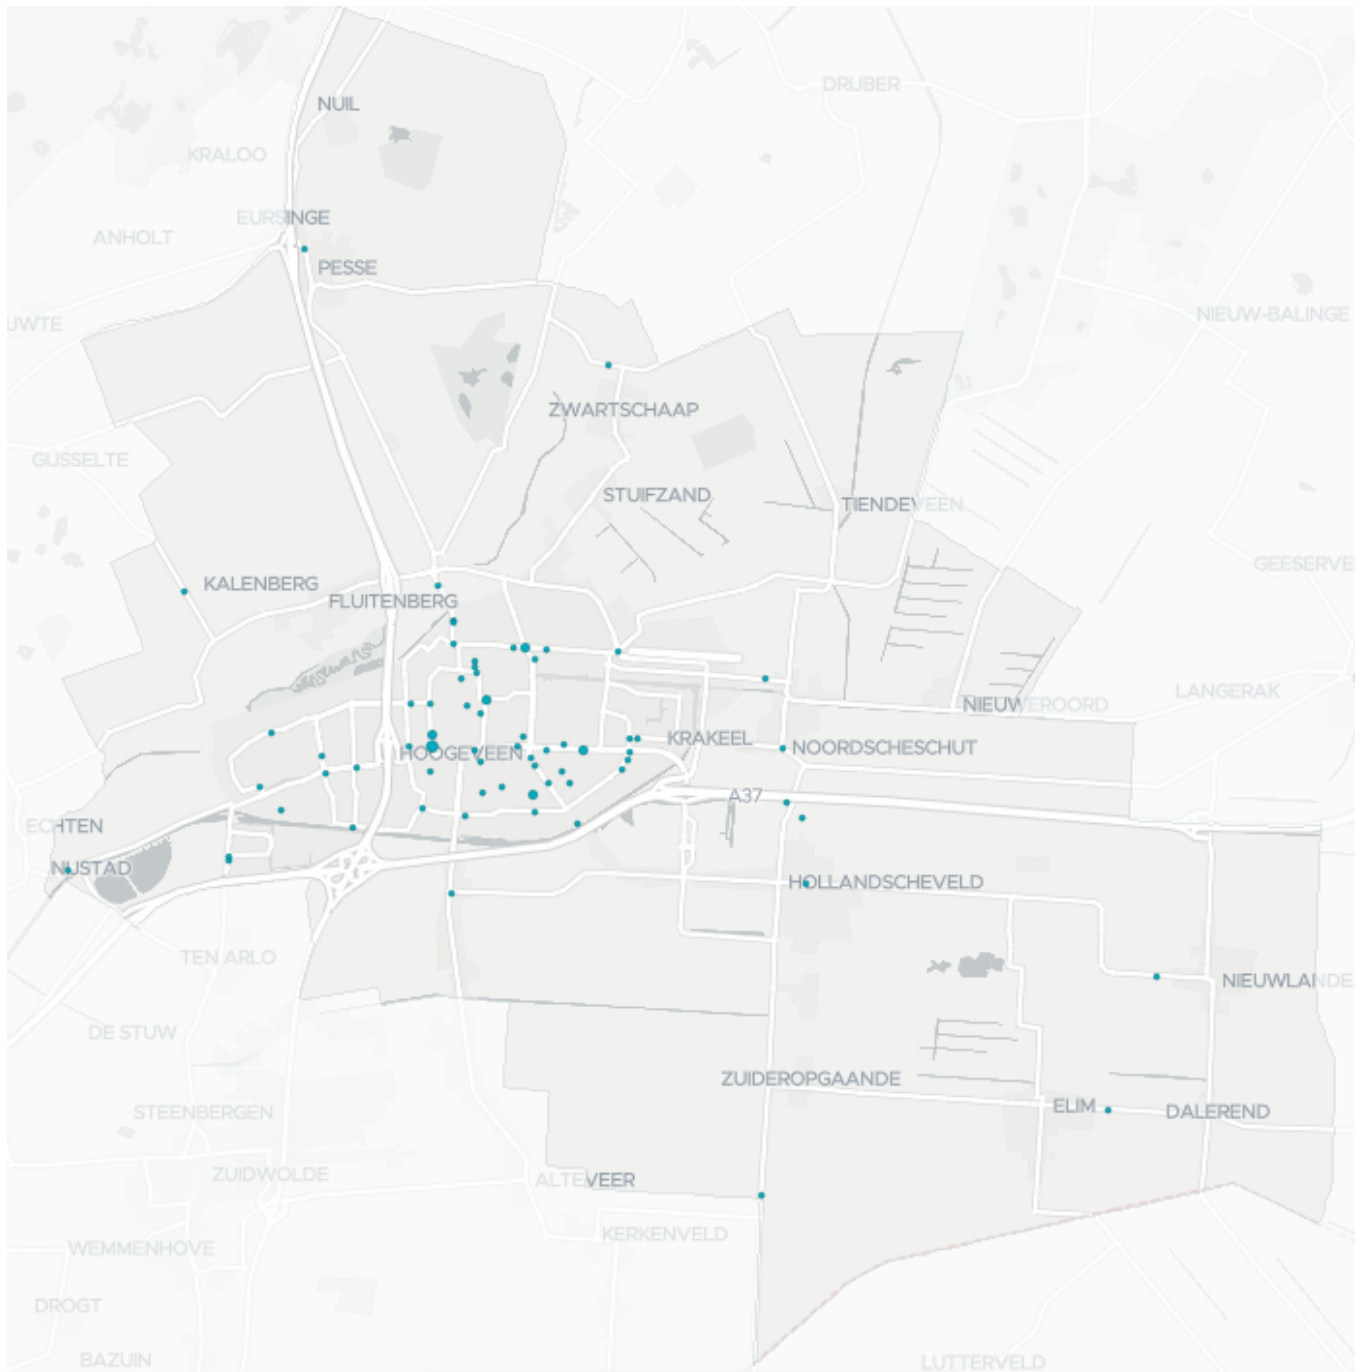 DRIJBER
NUIL
KRALOO
EURSINGE
ANHOLT
PESSE
NIEUW-BALINGE
UWTE
ZWARTSCHAAP
GIJSSELTE
STUIFZAND
TIENDEVEEN
GEESERVE
KALENBERG
FLUITENBERG
LANGERAK
NIEUWEROORD
KRAKEEL
NOORDSCHESCHUT
HOOGEVEEN
A37
ECHTEN
NIJSTAD
HOLLANDSCHEVELD
TEN ARLO
NIEUWLANDE
DE STUW
ZUIDEROPGAANDE
STEENBERGEN
ELIM
DALEREND
ZUIDWOLDE
ALTEVEER
KERKENVELD
WEMMENHOVE
DROGT
BAZUIN
LUTTERVELD